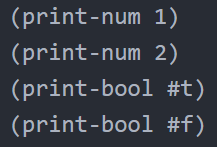 (print-num 1)
(print-num 2)
(print-bool #t)
(print-bool #f)